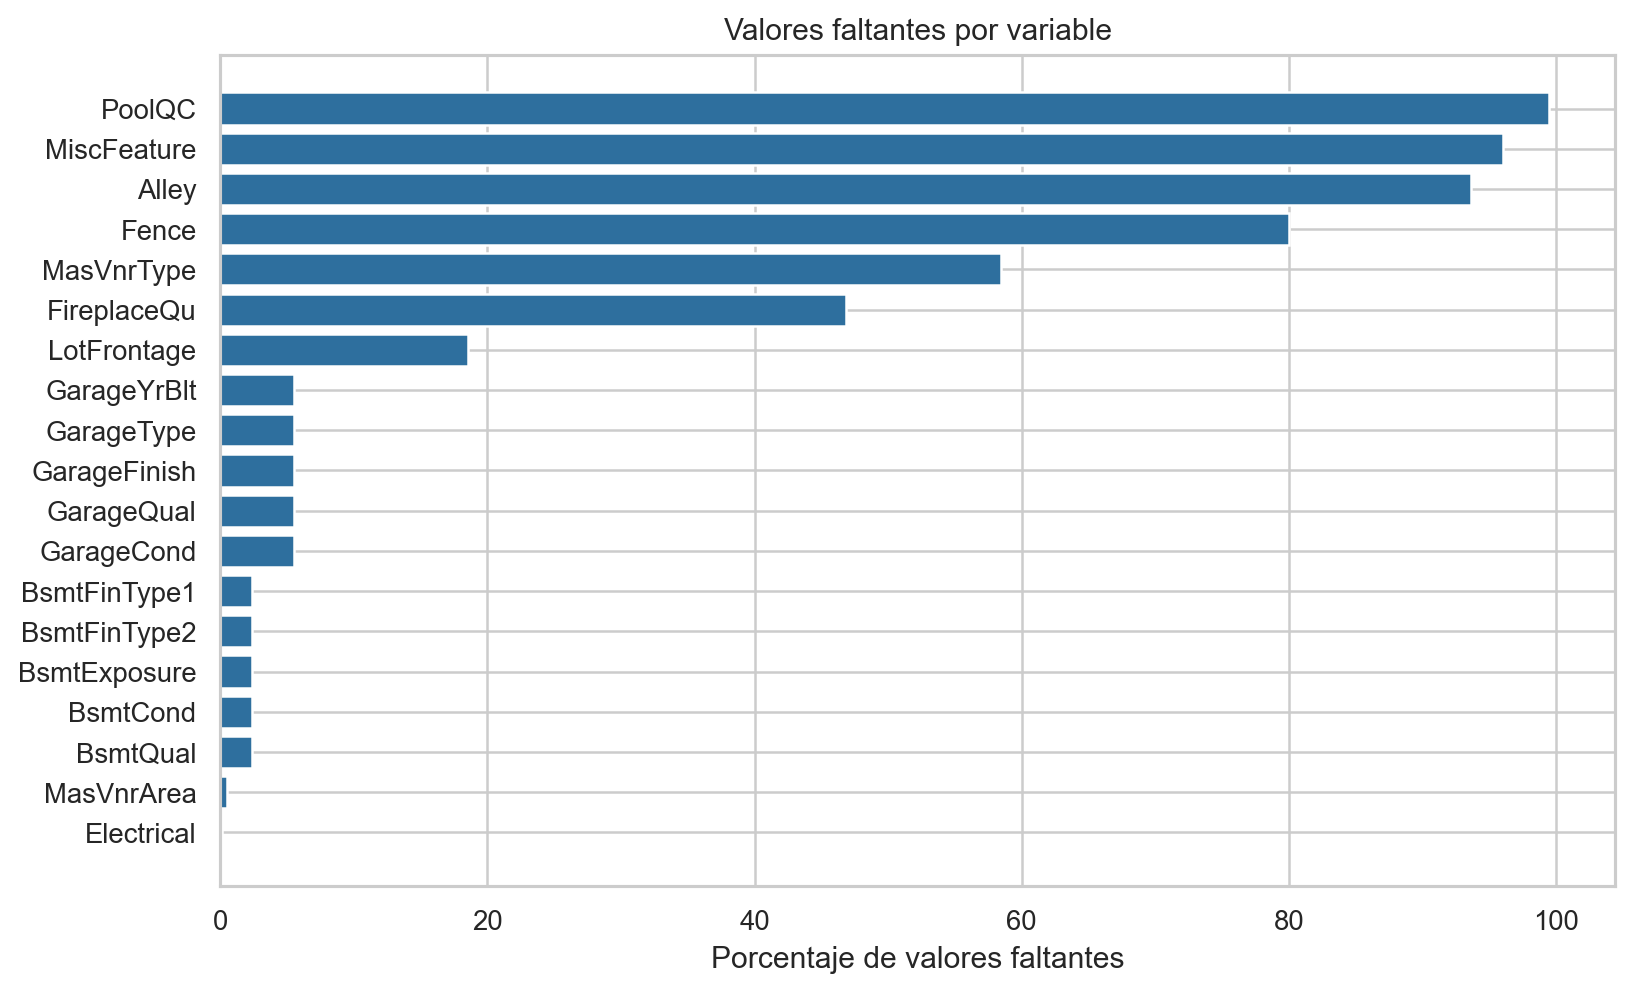 Valores faltantes por variable
PoolQC
MiscFeature
Alley
Fence
MasVnrType
FireplaceQu
LotFrontage
GarageYrBlt
GarageType
GarageFinish
GarageQual
GarageCond
BsmtFinType1
BsmtFinType2
BsmtExposure
BsmtCond
BsmtQual
MasVnrArea
Electrical
0 20 40 60 80 100
Porcentaje de valores faltantes